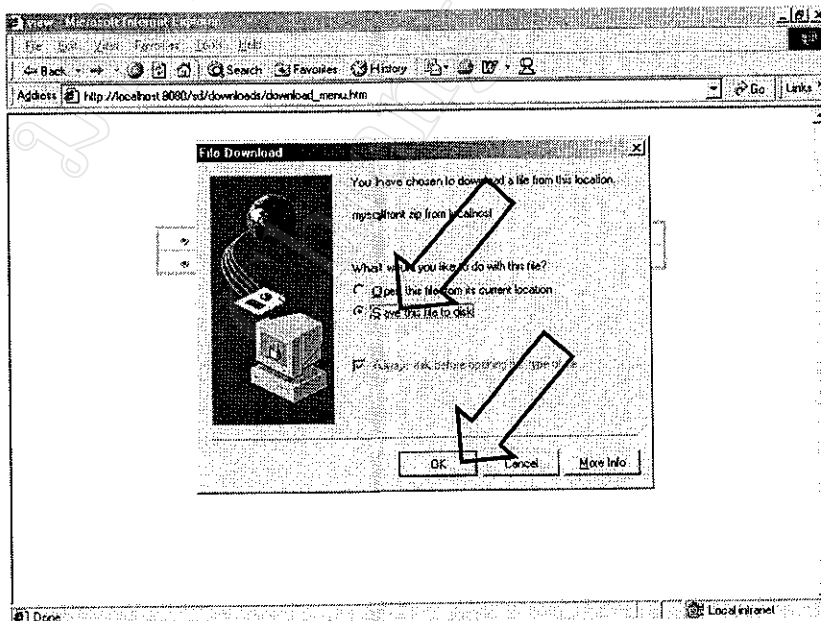 view - Microsoft Internet Explorer
File Edit View Favorites Tools Help
Back Search Favorites History
Address http://localhost:8080/sd/downloads/download_menu.htm Go Links
File Download
You have chosen to download a file from this location.
mysqlfront.zip from localhost
What would you like to do with this file?
Open this file from its current location
Save this file to disk
Always ask before opening this type of file
OK Cancel More Info
Done Local intranet